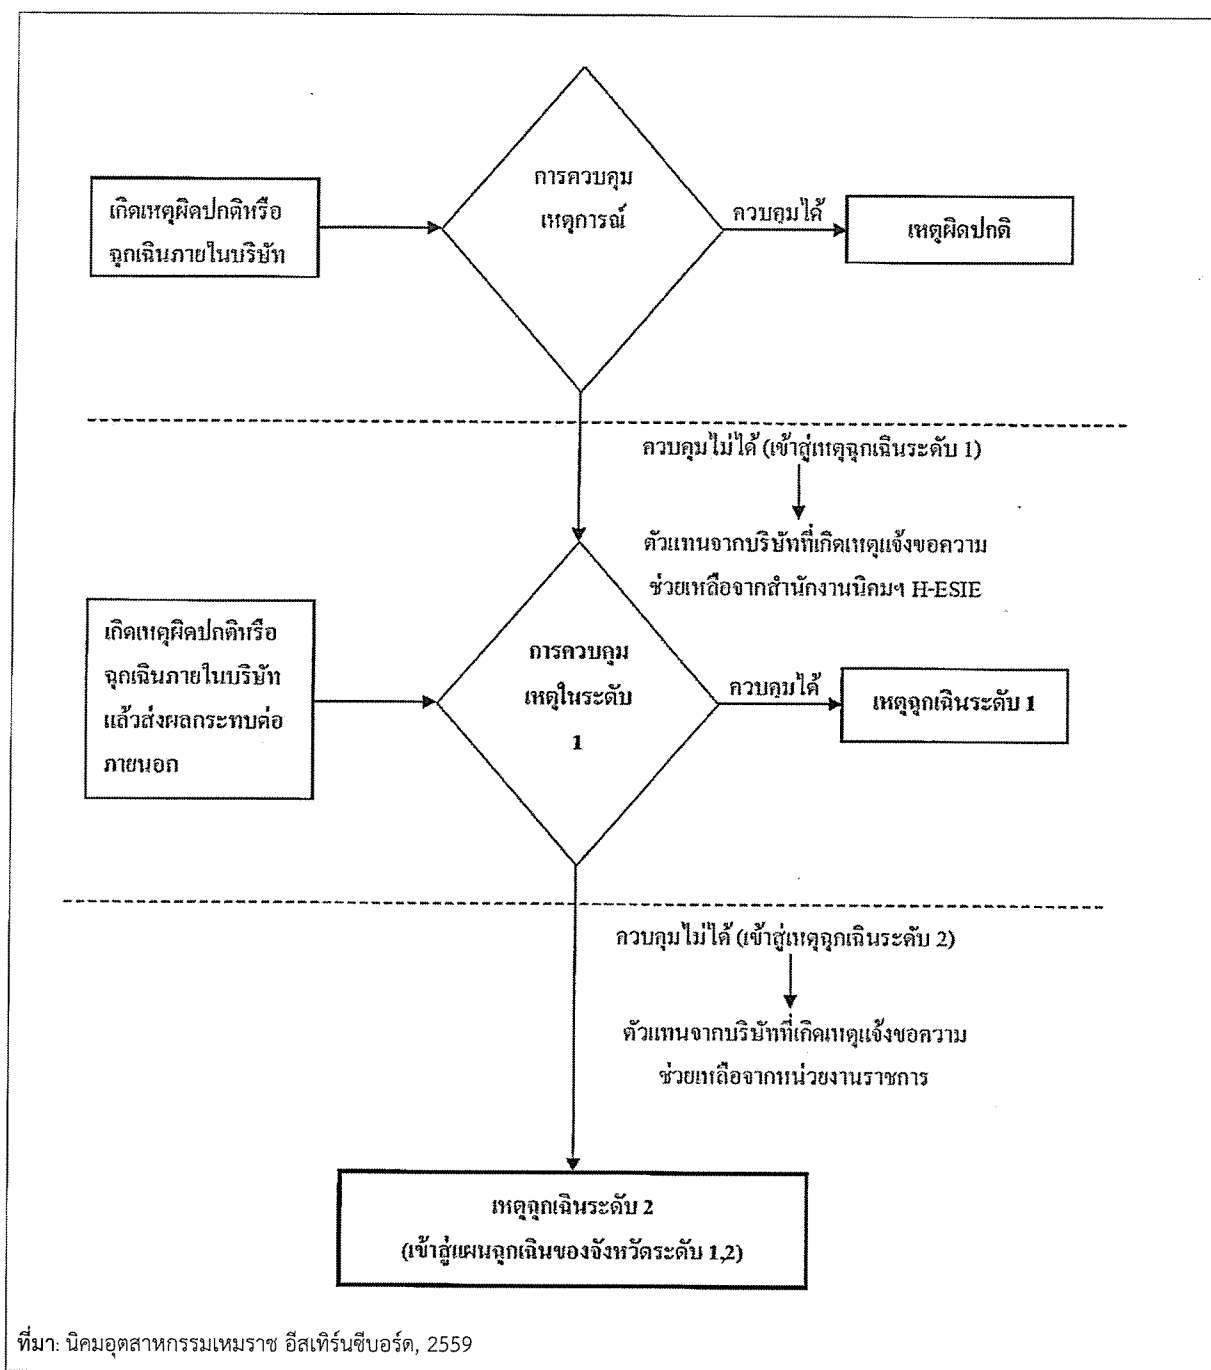 การควบคุม
เหตุการณ์
เกิดเหตุผิดปกติหรือ
ฉุกเฉินภายในบริษัท
ควบคุมได้
เหตุผิดปกติ
ควบคุมไม่ได้ (เข้าสู่เหตุฉุกเฉินระดับ 1)
ตัวแทนจากบริษัทที่เกิดเหตุแจ้งขอความ
ช่วยเหลือจากสำนักงานนิคมฯ H-ESIE
เกิดเหตุผิดปกติหรือ
ฉุกเฉินภายในบริษัท
แล้วส่งผลกระทบต่อ
ภายนอก
การควบคุม
เหตุในระดับ
1
ควบคุมได้
เหตุฉุกเฉินระดับ 1
ควบคุมไม่ได้ (เข้าสู่เหตุฉุกเฉินระดับ 2)
ตัวแทนจากบริษัทที่เกิดเหตุแจ้งขอความ
ช่วยเหลือจากหน่วยงานราชการ
เหตุฉุกเฉินระดับ 2
(เข้าสู่แผนฉุกเฉินของจังหวัดระดับ 1,2)
ที่มา: นิคมอุตสาหกรรมเหมราช อีสเทิร์นซีบอร์ด, 2559